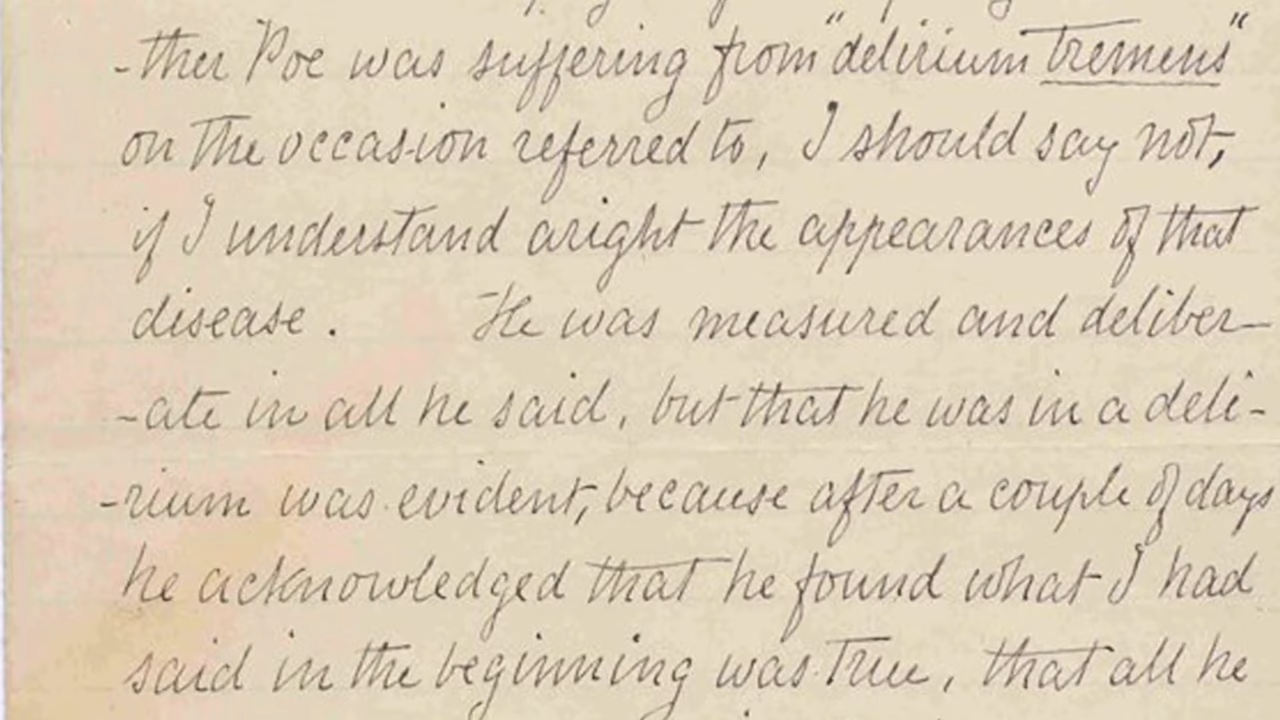 -ther Poe was suffering from "delirium tremens"
on the occasion referred to, I should say not,
if I understand aright the appearances of that
disease. He was measured and deliber-
-ate in all he said, but that he was in a deli-
-rium was evident, because after a couple of days
he acknowledged that he found what I had
said in the beginning was true, that all he